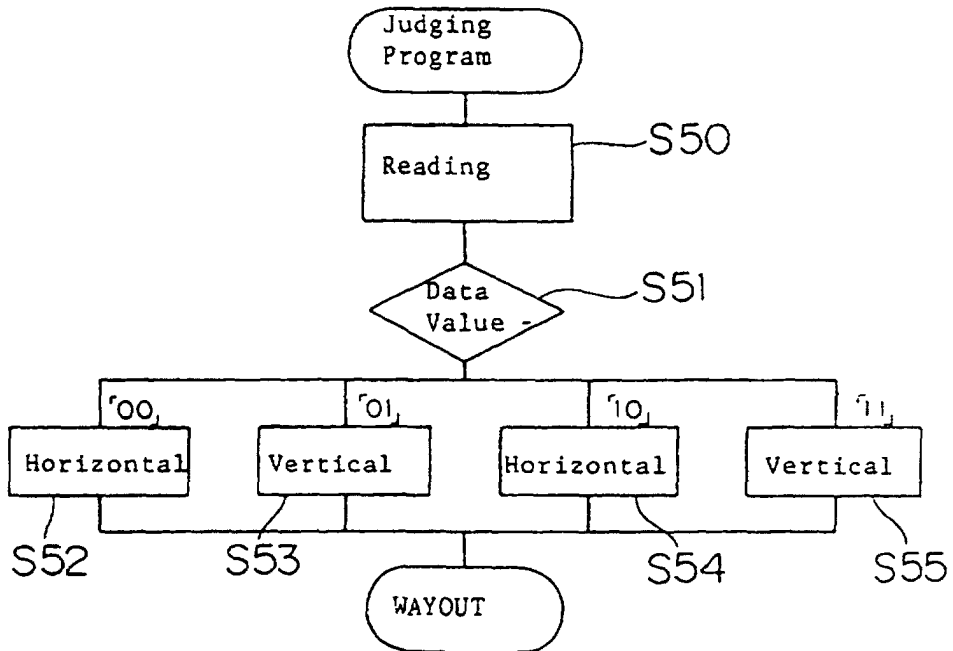 Judging
Program
Reading
S50
Data
Value -
S51
「00」
「01」
「10」
「11」
Horizontal
Vertical
Horizontal
Vertical
S52
S53
S54
S55
WAYOUT